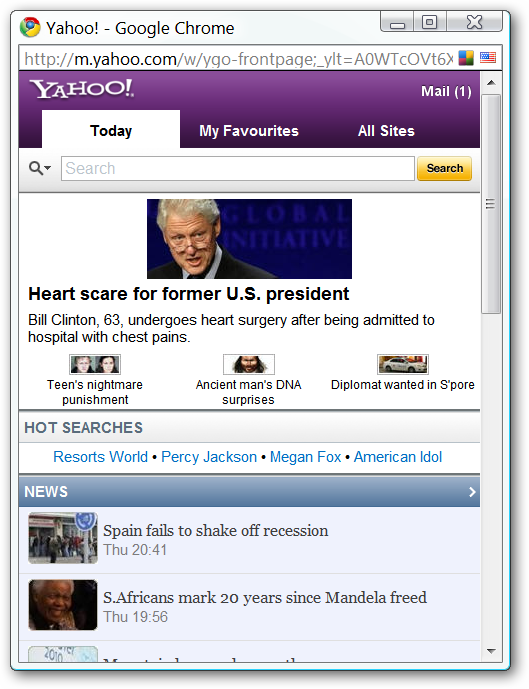 Yahoo! - Google Chrome
http://m.yahoo.com/w/ygo-frontpage;_ylt=A0WTcOVt6X
YAHOO!
Mail (1)
Today
My Favourites
All Sites
Search
Search
GLOBAL
INITIATIVE
Heart scare for former U.S. president
Bill Clinton, 63, undergoes heart surgery after being admitted to
hospital with chest pains.
Teen's nightmare
punishment
Ancient man's DNA
surprises
Diplomat wanted in S'pore
HOT SEARCHES
Resorts World • Percy Jackson • Megan Fox • American Idol
NEWS
Spain fails to shake off recession
Thu 20:41
S.Africans mark 20 years since Mandela freed
Thu 19:56
2010